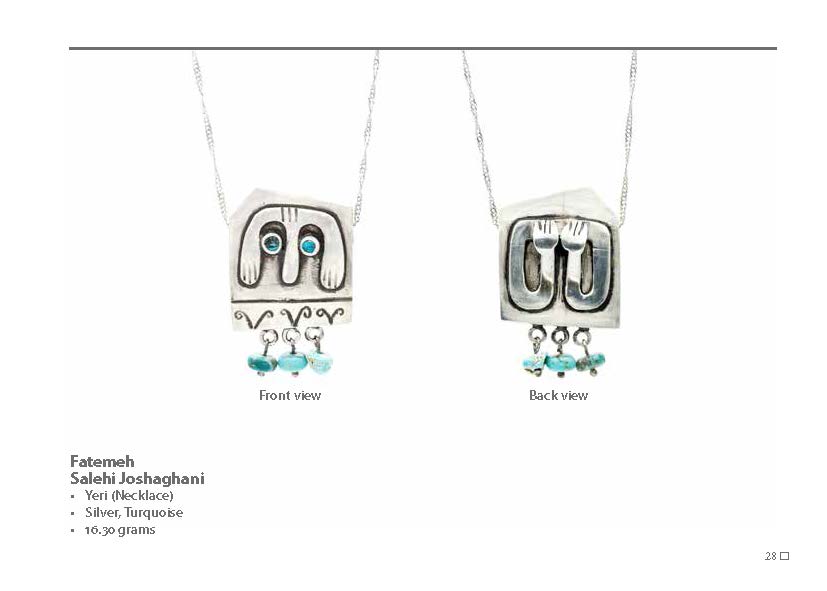 Front view
Back view
Fatemeh
Salehi Joshaghani
• Yeri (Necklace)
• Silver, Turquoise
• 16.30 grams
28